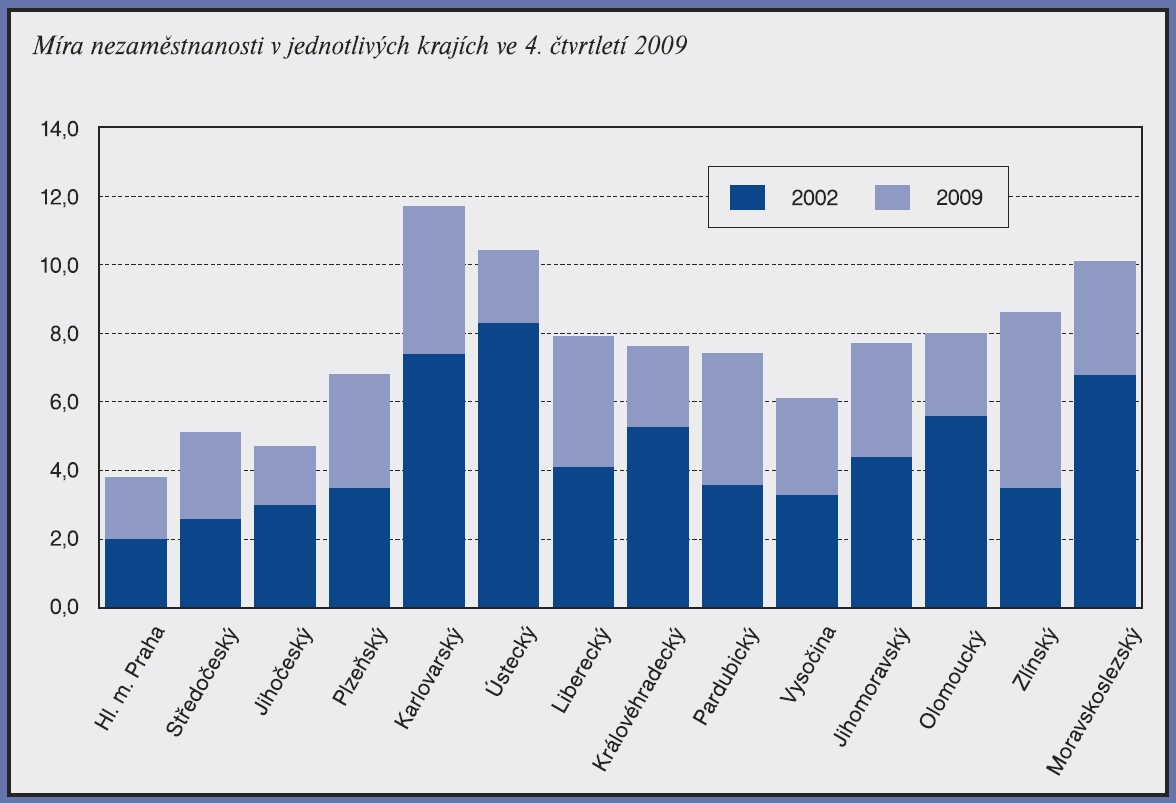 Míra nezaměstnanosti v jednotlivých krajích ve 4. čtvrtletí 2009
14,0
12,0
10,0
8,0
6,0
4,0
2,0
0,0
2002 2009
Hl. m. Praha
Středočeský
Jihočeský
Plzeňský
Karlovarský
Ústecký
Liberecký
Královéhradecký
Pardubický
Vysočina
Jihomoravský
Olomoucký
Zlínský
Moravskoslezský